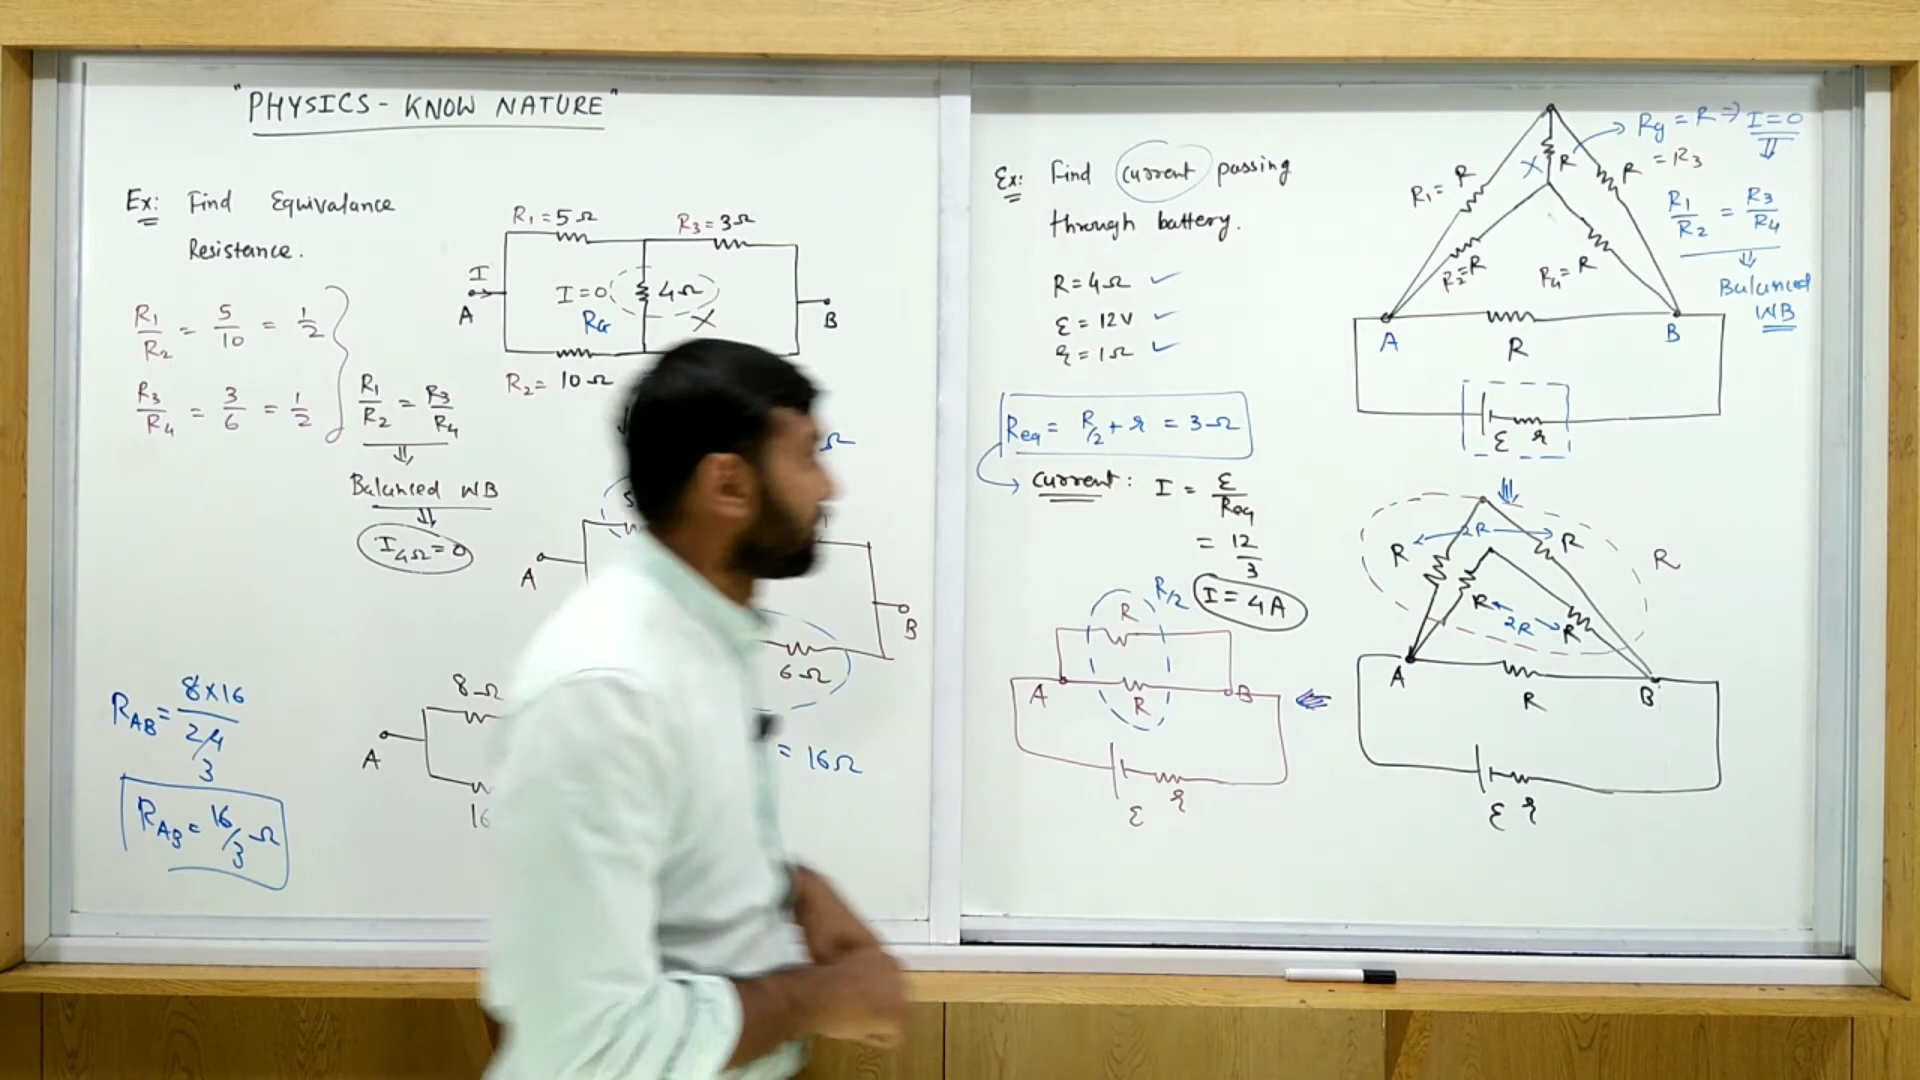 "PHYSICS - KNOW NATURE"
Ex: Find Equivalance
Resistance.
R₁/R₂ = 5/10 = 1/2
R₃/R₄ = 3/6 = 1/2
R₁/R₂ = R₃/R₄
⇓
Balanced WB
⇓
I₄Ω = 0
R₁ = 5Ω
R₃ = 3Ω
I
A
I = 0
4Ω
RG
X
B
R₂ = 10Ω
Ω
A
B
6Ω
= 16Ω
8Ω
A
16
R_AB = 8×16/24
3
R_AB = 16/3 Ω
Ex: Find current passing
through battery.
R = 4Ω ✓
ε = 12V ✓
r = 1Ω ✓
Req = R/2 + r = 3Ω
current: I = ε/Req
= 12/3
I = 4A
R/2
R
A
R
B
ε r
Rg = R ⇒ I = 0
⇓
X
R
R₁ = R
R = R₃
R₁/R₂ = R₃/R₄
⇓
Balanced
WB
R₂ = R
R₄ = R
A
R
B
ε r
⇓
R
2R
R
R
R
2R
R
A
R
B
ε r